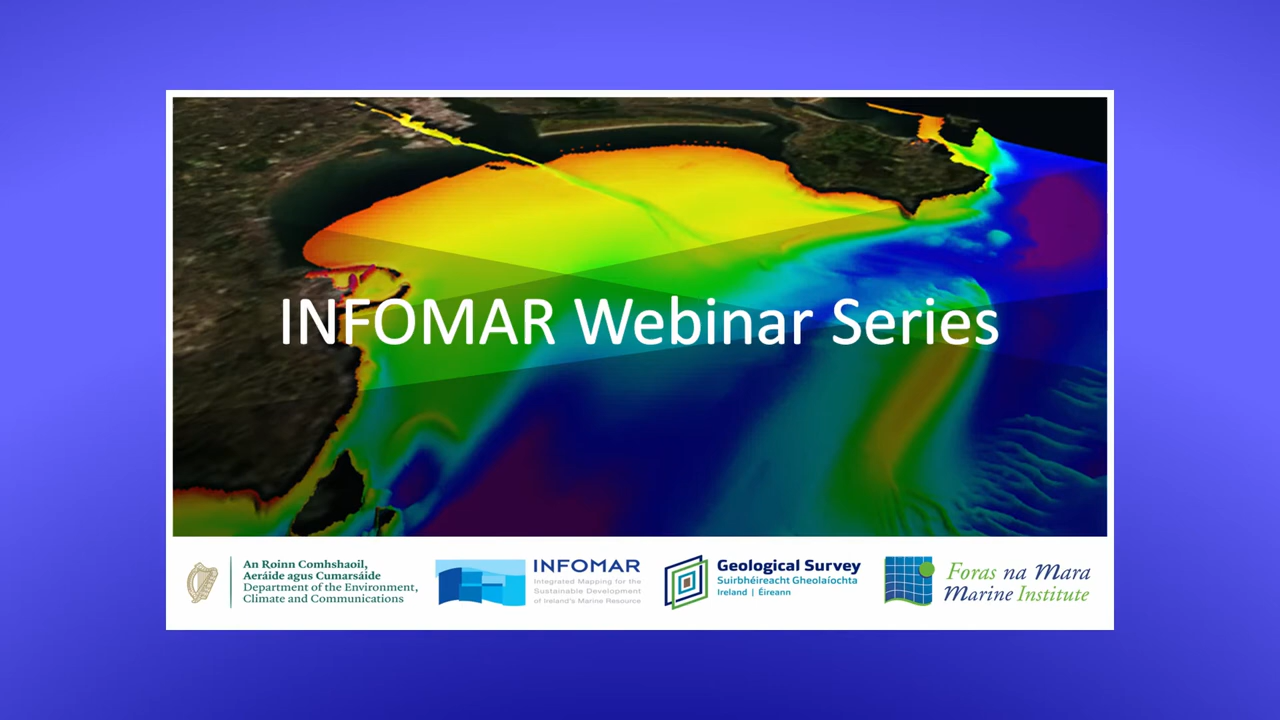 INFOMAR Webinar Series
An Roinn Comhshaoil,
Aeráide agus Cumarsáide
Department of the Environment,
Climate and Communications
INFOMAR
Integrated Mapping for the
Sustainable Development
of Ireland's Marine Resource
Geological Survey
Suirbhéireacht Gheolaíochta
Ireland | Éireann
Foras na Mara
Marine Institute